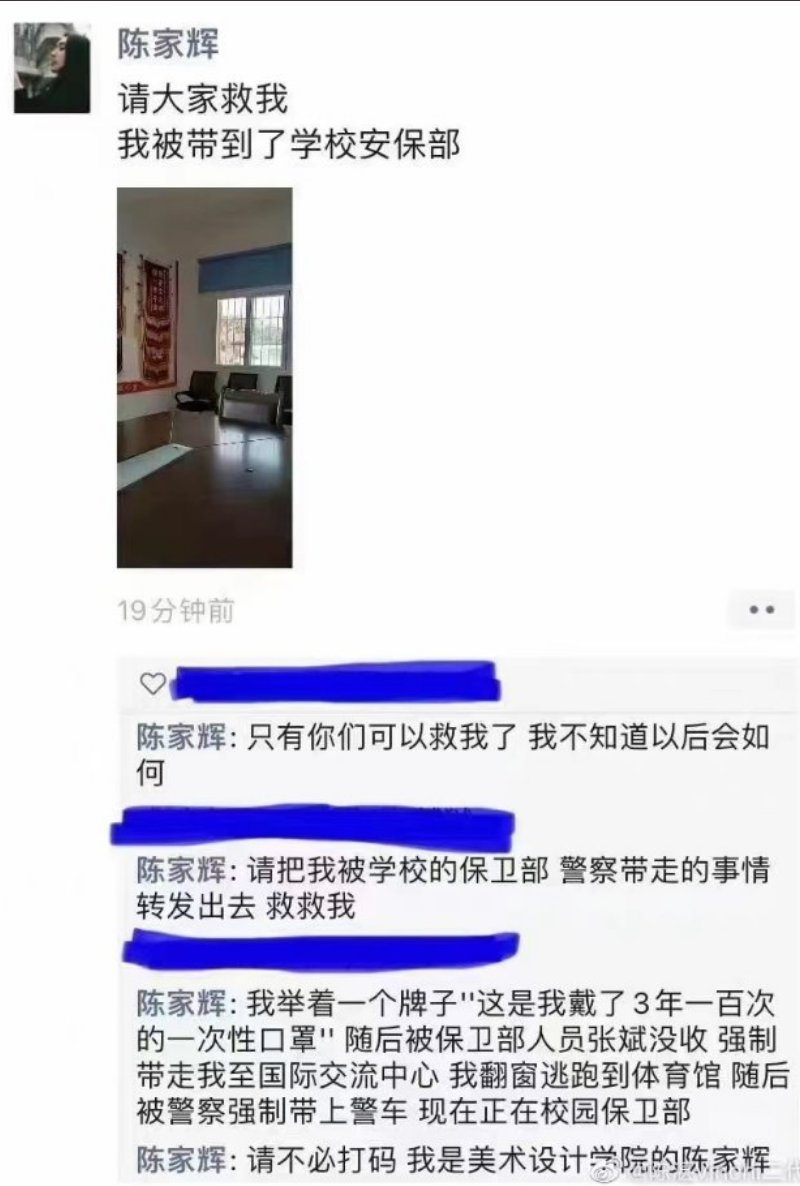 陈家辉
请大家救我
我被带到了学校安保部
19分钟前
陈家辉: 只有你们可以救我了 我不知道以后会如
何
陈家辉: 请把我被学校的保卫部 警察带走的事情
转发出去 救救我
陈家辉: 我举着一个牌子"这是我戴了3年一百次
的一次性口罩" 随后被保卫部人员张斌没收 强制
带走我至国际交流中心 我翻窗逃跑到体育馆 随后
被警察强制带上警车 现在正在校园保卫部
陈家辉: 请不必打码 我是美术设计学院的陈家辉